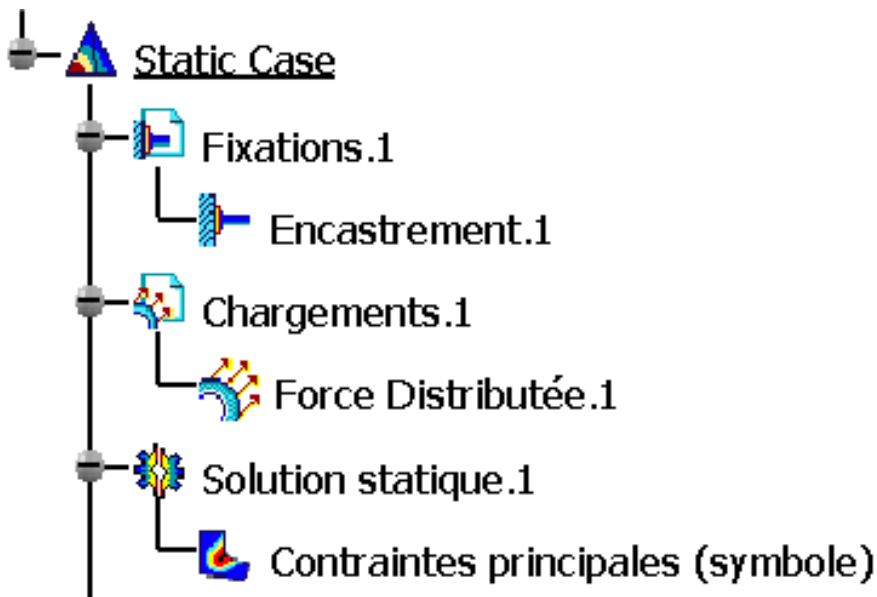 Static Case
Fixations.1
Encastrement.1
Chargements.1
Force Distributée.1
Solution statique.1
Contraintes principales (symbole)